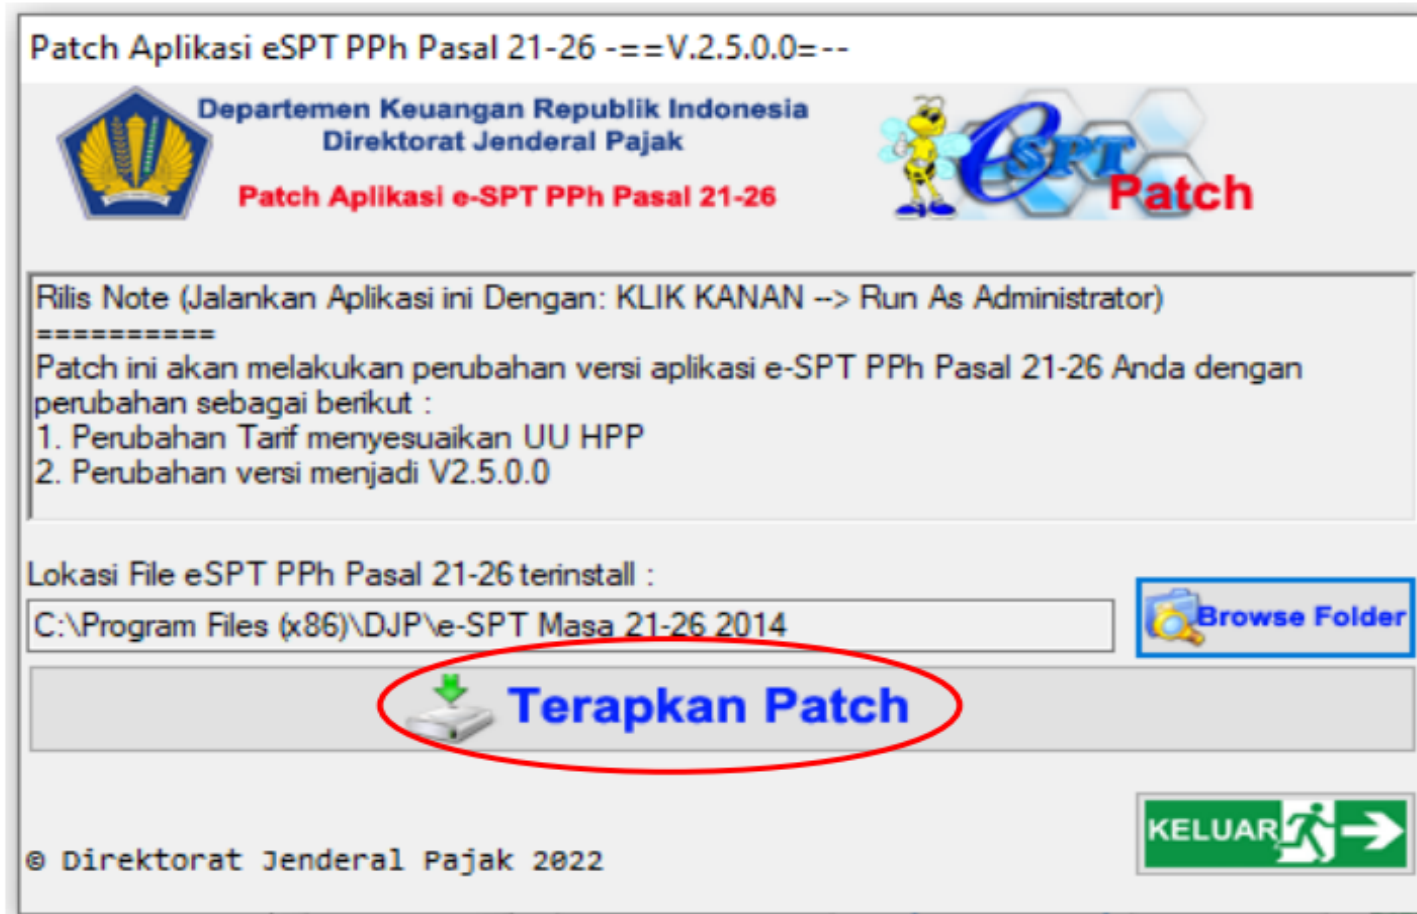 Patch Aplikasi eSPT PPh Pasal 21-26 -==V.2.5.0.0=--
Departemen Keuangan Republik Indonesia
Direktorat Jenderal Pajak
Patch Aplikasi e-SPT PPh Pasal 21-26
eSPT
Patch
Rilis Note (Jalankan Aplikasi ini Dengan: KLIK KANAN --> Run As Administrator)
==========
Patch ini akan melakukan perubahan versi aplikasi e-SPT PPh Pasal 21-26 Anda dengan
perubahan sebagai berikut :
1. Perubahan Tarif menyesuaikan UU HPP
2. Perubahan versi menjadi V2.5.0.0
Lokasi File eSPT PPh Pasal 21-26 terinstall :
C:\Program Files (x86)\DJP\e-SPT Masa 21-26 2014
Browse Folder
Terapkan Patch
KELUAR
© Direktorat Jenderal Pajak 2022